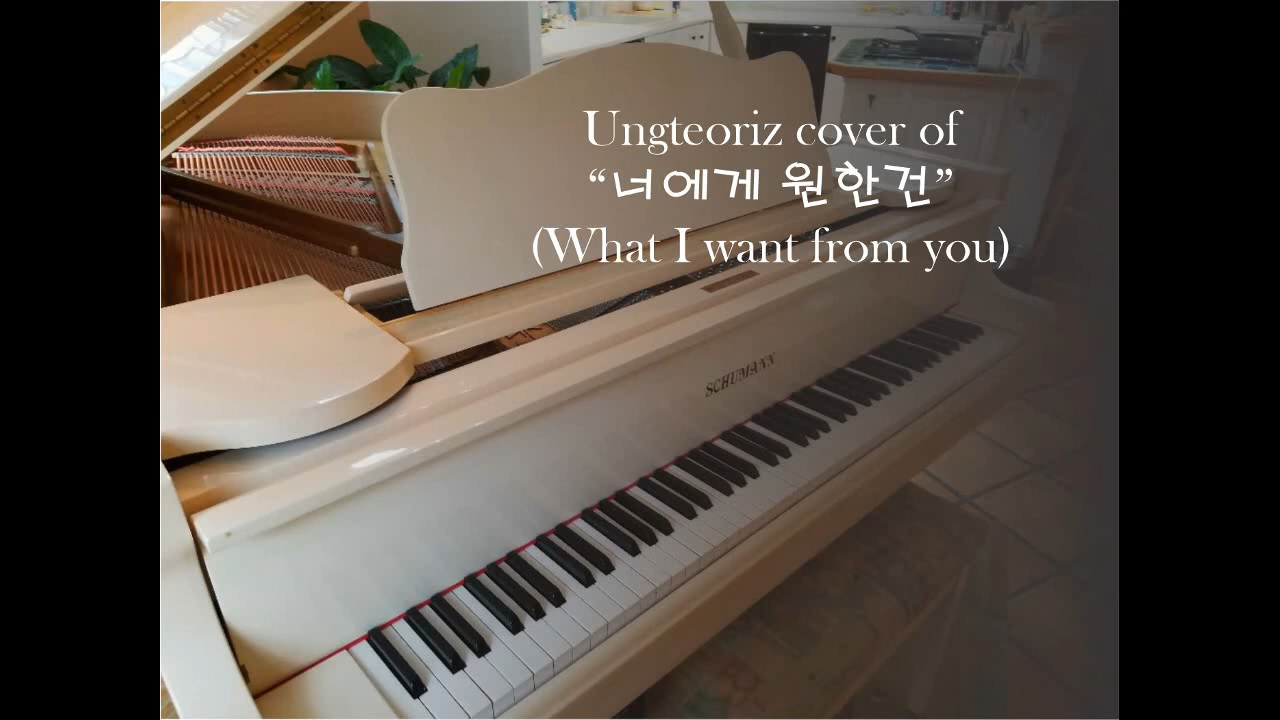 Ungteoriz cover of
“너에게 원한건”
(What I want from you)
SCHUMANN